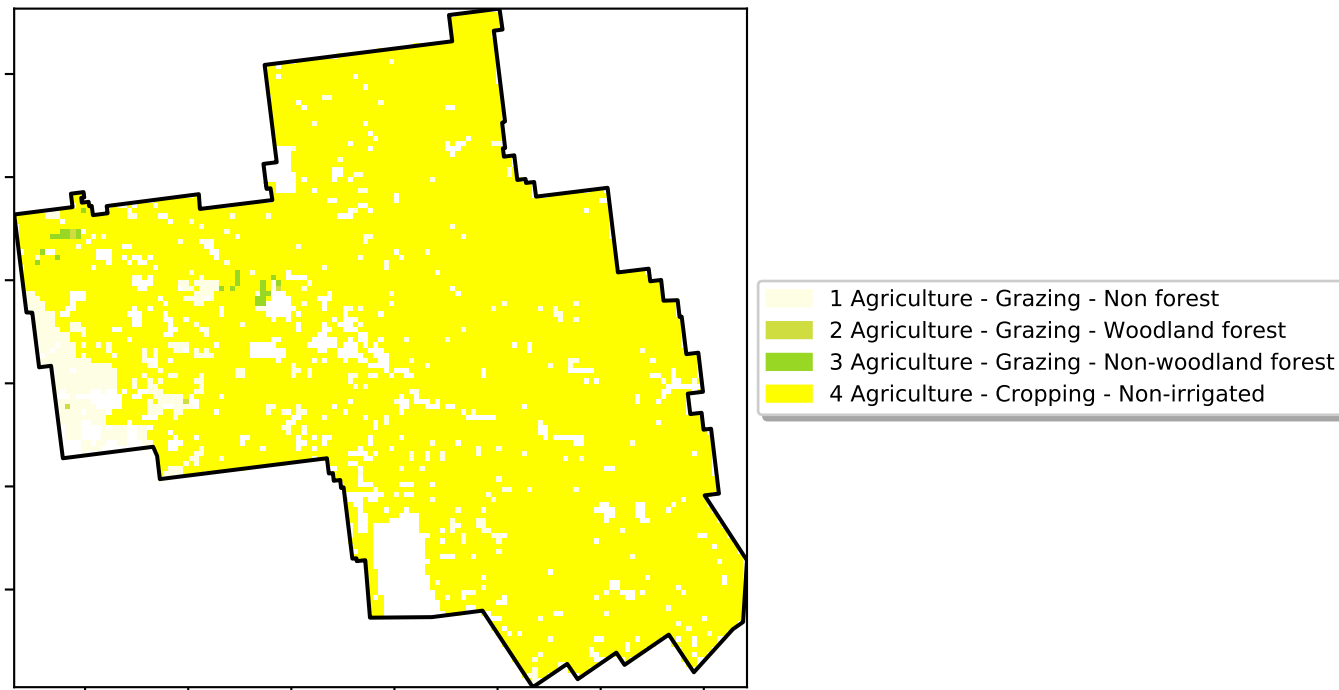 1 Agriculture - Grazing - Non forest
2 Agriculture - Grazing - Woodland forest
3 Agriculture - Grazing - Non-woodland forest
4 Agriculture - Cropping - Non-irrigated